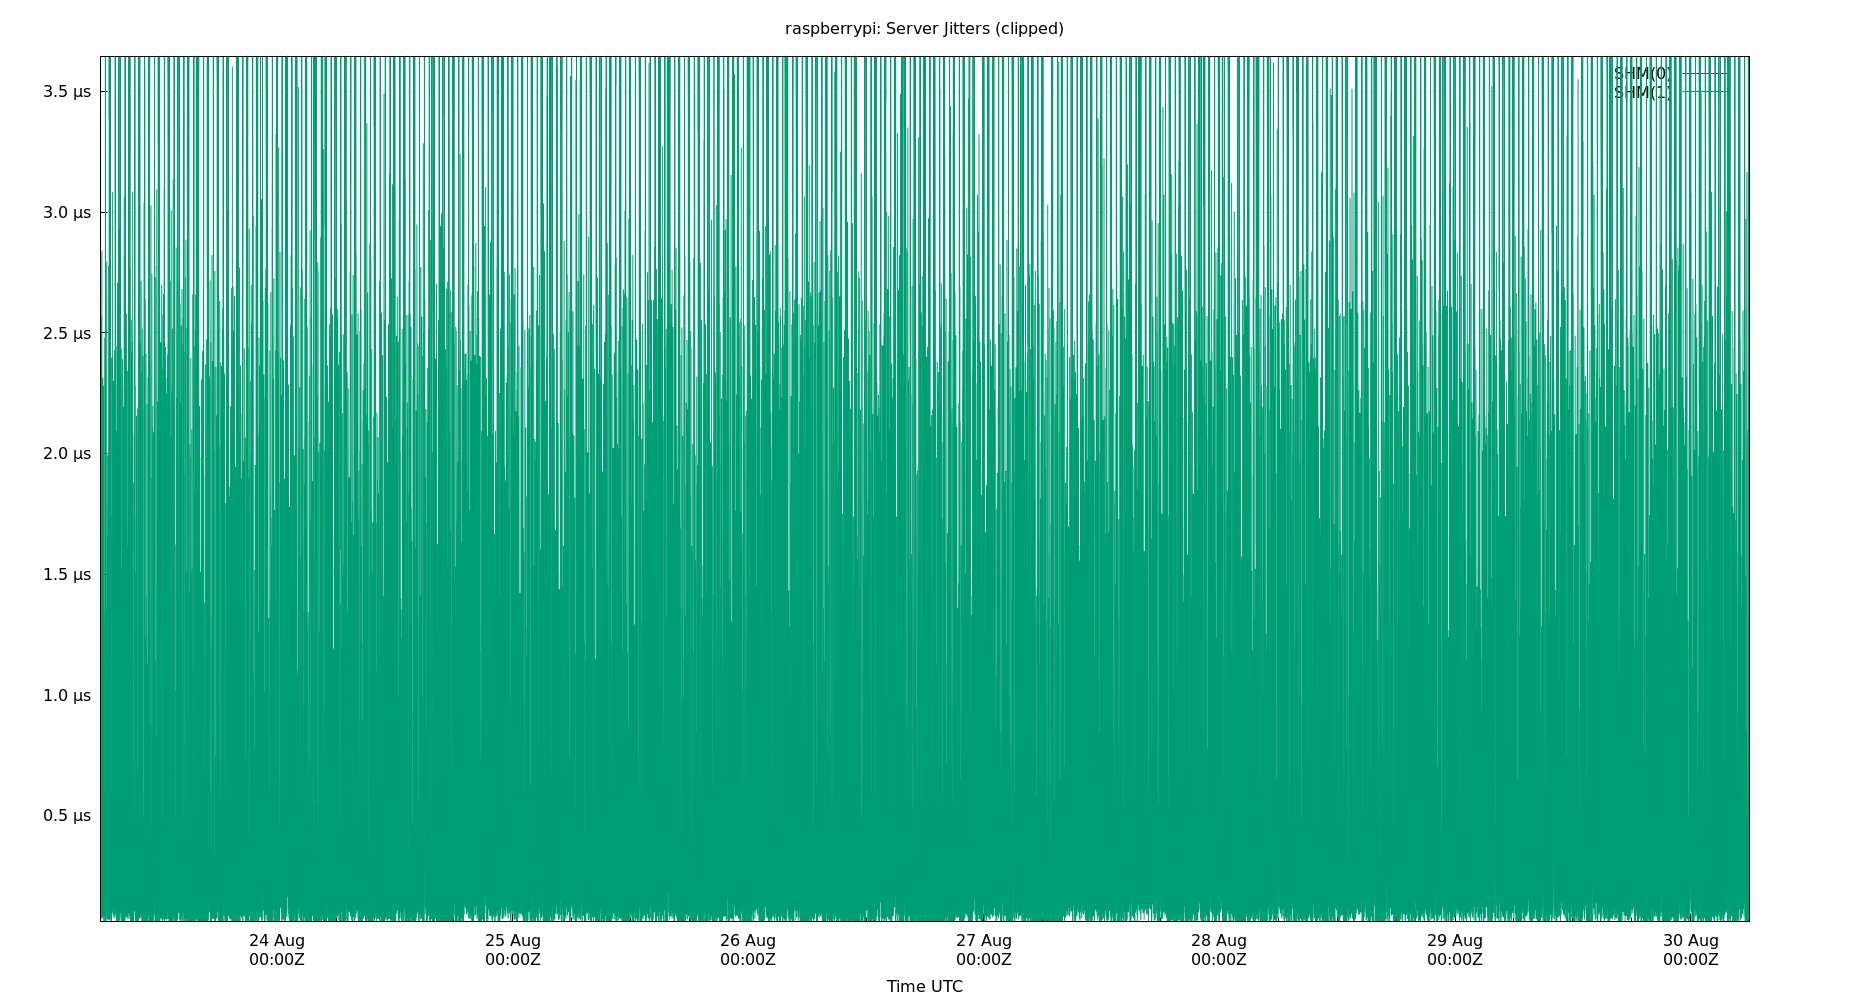 raspberrypi: Server Jitters (clipped)
SHM(0)
SHM(1)
3.5 µs
3.0 µs
2.5 µs
2.0 µs
1.5 µs
1.0 µs
0.5 µs
24 Aug 25 Aug 26 Aug 27 Aug 28 Aug 29 Aug 30 Aug
00:00Z 00:00Z 00:00Z 00:00Z 00:00Z 00:00Z 00:00Z
Time UTC